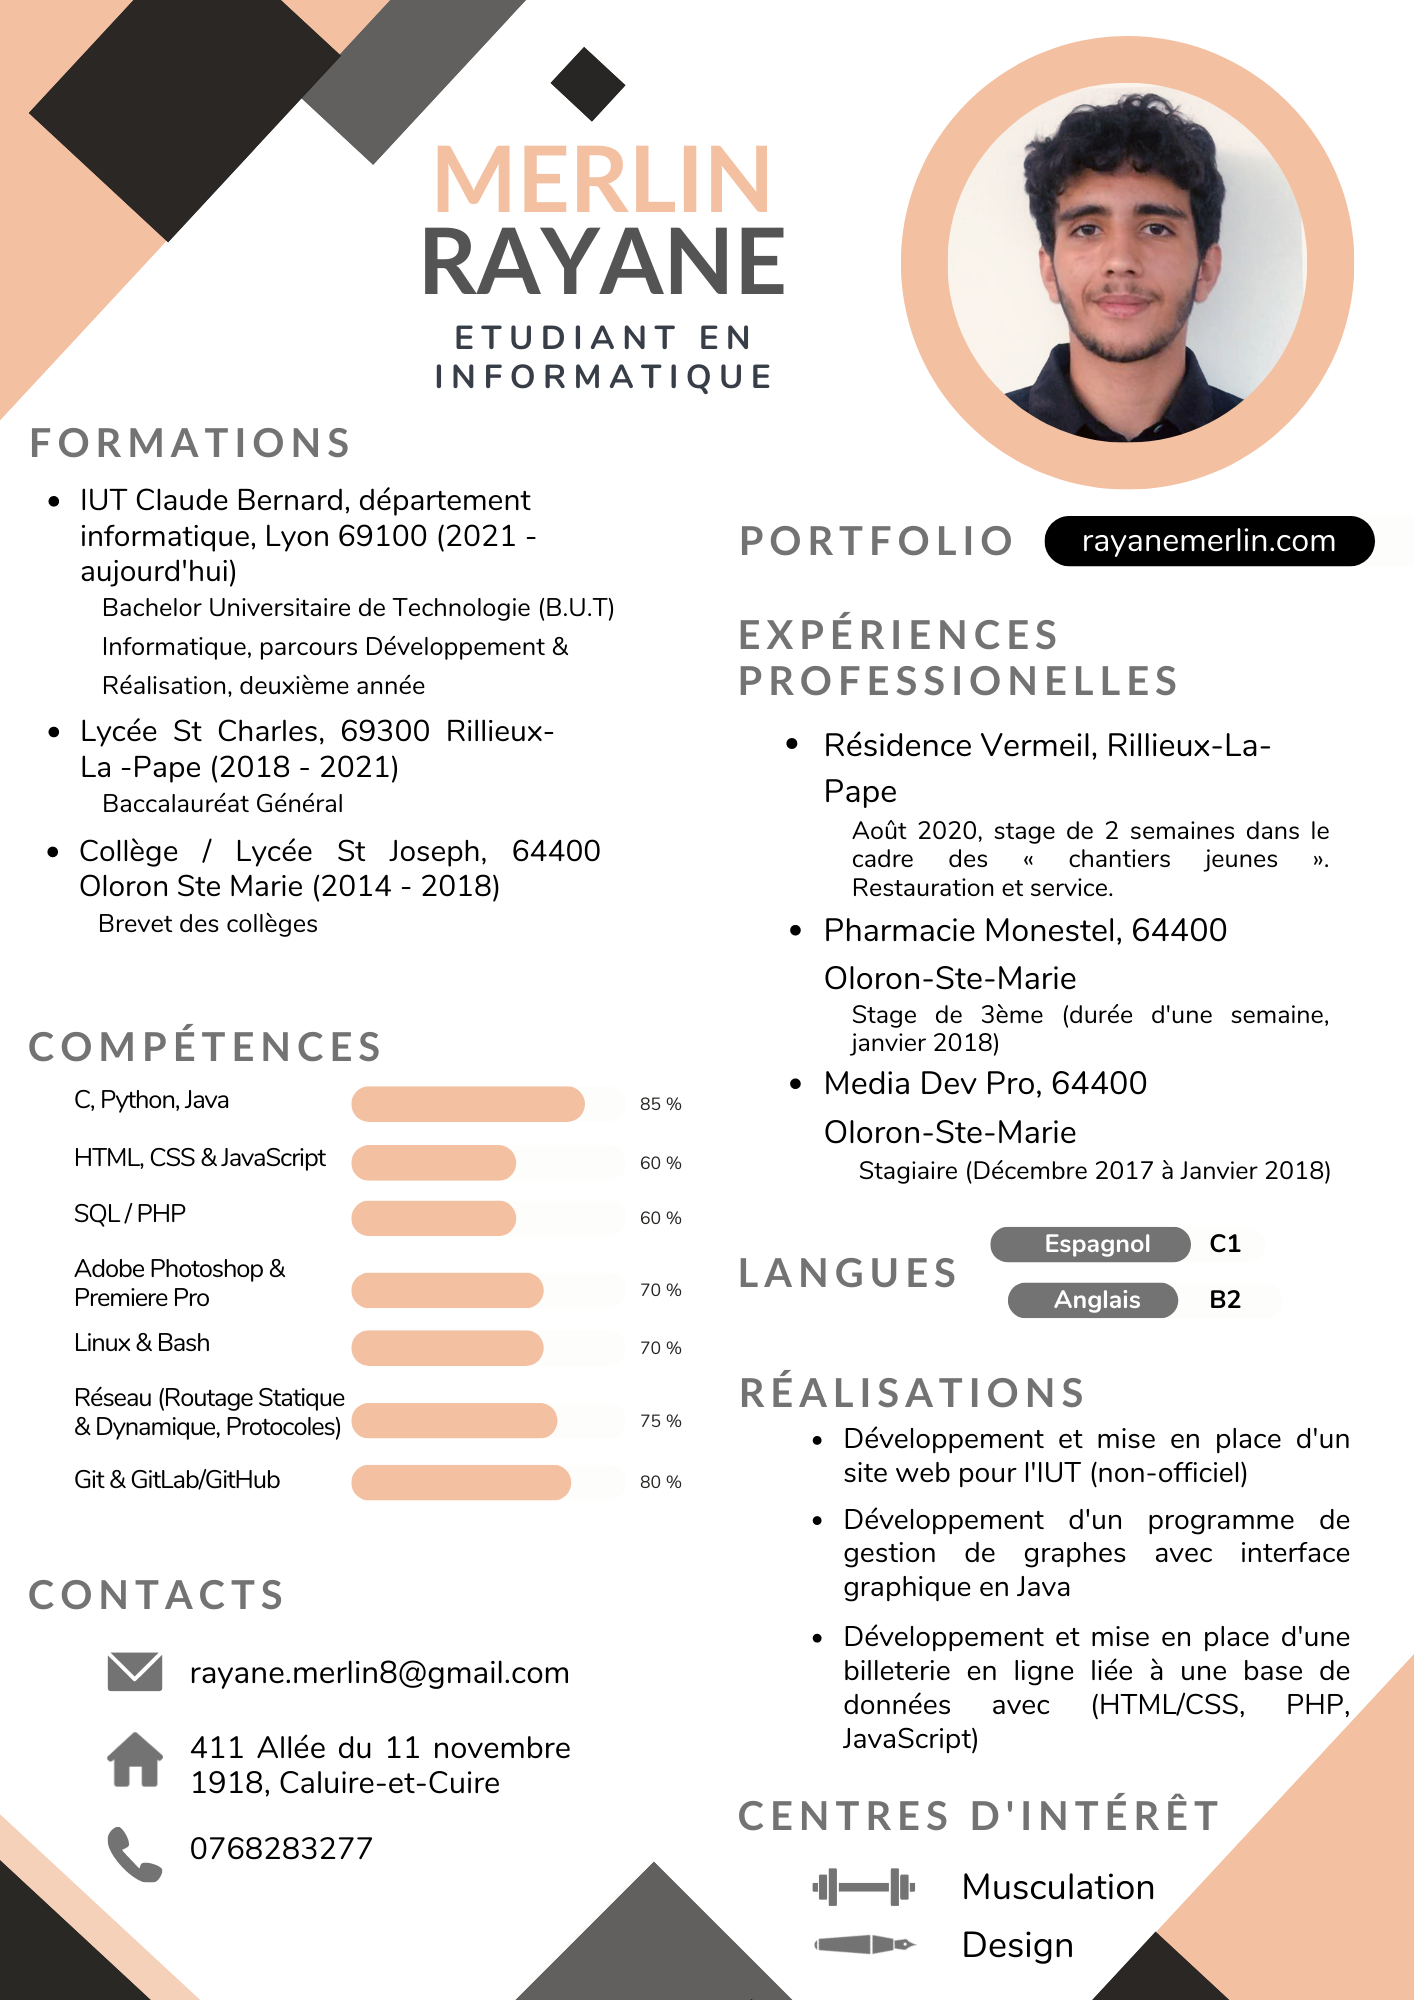 MERLIN
RAYANE
ETUDIANT EN
INFORMATIQUE
FORMATIONS
• IUT Claude Bernard, département
informatique, Lyon 69100 (2021 -
aujourd'hui)
Bachelor Universitaire de Technologie (B.U.T)
Informatique, parcours Développement &
Réalisation, deuxième année
• Lycée St Charles, 69300 Rillieux-
La -Pape (2018 - 2021)
Baccalauréat Général
• Collège / Lycée St Joseph, 64400
Oloron Ste Marie (2014 - 2018)
Brevet des collèges
COMPÉTENCES
C, Python, Java 85 %
HTML, CSS & JavaScript 60 %
SQL / PHP 60 %
Adobe Photoshop &
Premiere Pro 70 %
Linux & Bash 70 %
Réseau (Routage Statique
& Dynamique, Protocoles) 75 %
Git & GitLab/GitHub 80 %
CONTACTS
rayane.merlin8@gmail.com
411 Allée du 11 novembre
1918, Caluire-et-Cuire
0768283277
PORTFOLIO rayanemerlin.com
EXPÉRIENCES
PROFESSIONELLES
• Résidence Vermeil, Rillieux-La-
Pape
Août 2020, stage de 2 semaines dans le
cadre des « chantiers jeunes ».
Restauration et service.
• Pharmacie Monestel, 64400
Oloron-Ste-Marie
Stage de 3ème (durée d'une semaine,
janvier 2018)
• Media Dev Pro, 64400
Oloron-Ste-Marie
Stagiaire (Décembre 2017 à Janvier 2018)
LANGUES
Espagnol C1
Anglais B2
RÉALISATIONS
• Développement et mise en place d'un
site web pour l'IUT (non-officiel)
• Développement d'un programme de
gestion de graphes avec interface
graphique en Java
• Développement et mise en place d'une
billeterie en ligne liée à une base de
données avec (HTML/CSS, PHP,
JavaScript)
CENTRES D'INTÉRÊT
Musculation
Design